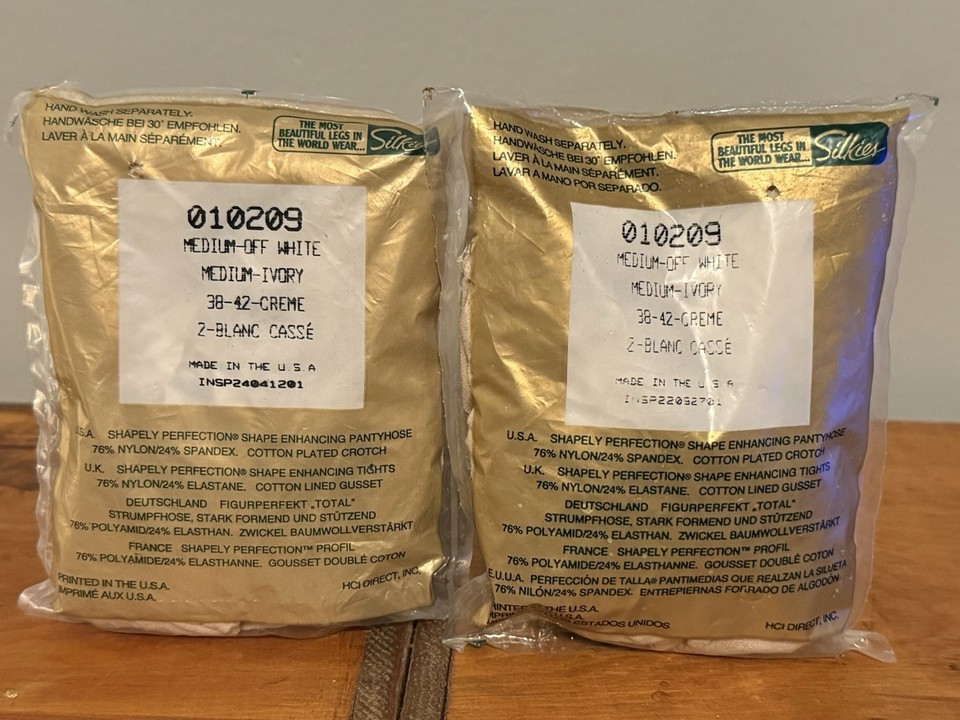 HAND WASH SEPARATELY.
HANDWÄSCHE BEI 30° EMPFOHLEN.
LAVER À LA MAIN SÉPARÉMENT.
THE MOST
BEAUTIFUL LEGS IN
THE WORLD WEAR...
Silkies
010209
MEDIUM-OFF WHITE
MEDIUM-IVORY
38-42-CREME
2-BLANC CASSÉ
MADE IN THE U.S.A
INSP24041201
U.S.A. SHAPELY PERFECTION® SHAPE ENHANCING PANTYHOSE
76% NYLON/24% SPANDEX. COTTON PLATED CROTCH
U.K. SHAPELY PERFECTION® SHAPE ENHANCING TIGHTS
76% NYLON/24% ELASTANE. COTTON LINED GUSSET
DEUTSCHLAND FIGURPERFEKT „TOTAL"
STRUMPFHOSE, STARK FORMEND UND STÜTZEND
76% POLYAMID/24% ELASTHAN. ZWICKEL BAUMWOLLVERSTÄRKT
FRANCE SHAPELY PERFECTION™ PROFIL
76% POLYAMIDE/24% ELASTHANNE. GOUSSET DOUBLÉ COTON
PRINTED IN THE U.S.A.
IMPRIMÉ AUX U.S.A.
HCI DIRECT, INC.
HAND WASH SEPARATELY.
HANDWÄSCHE BEI 30° EMPFOHLEN.
LAVER À LA MAIN SÉPARÉMENT.
LAVAR A MANO POR SEPARADO.
THE MOST
BEAUTIFUL LEGS IN
THE WORLD WEAR...
Silkies
010209
MEDIUM-OFF WHITE
MEDIUM-IVORY
38-42-CREME
2-BLANC CASSÉ
MADE IN THE U.S.A
INSP22092701
U.S.A. SHAPELY PERFECTION® SHAPE ENHANCING PANTYHOSE
76% NYLON/24% SPANDEX. COTTON PLATED CROTCH
U.K. SHAPELY PERFECTION® SHAPE ENHANCING TIGHTS
76% NYLON/24% ELASTANE. COTTON LINED GUSSET
DEUTSCHLAND FIGURPERFEKT „TOTAL"
STRUMPFHOSE, STARK FORMEND UND STÜTZEND
76% POLYAMID/24% ELASTHAN. ZWICKEL BAUMWOLLVERSTÄRKT
FRANCE SHAPELY PERFECTION™ PROFIL
76% POLYAMIDE/24% ELASTHANNE. GOUSSET DOUBLÉ COTON
E.U.U.A. PERFECCIÓN DE TALLA® PANTIMEDIAS QUE REALZAN LA SILUETA
76% NILÓN/24% SPANDEX. ENTREPIERNAS FORRADO DE ALGODÓN
IN THE U.S.A.
U.S.A.
ESTADOS UNIDOS
HCI DIRECT, INC.